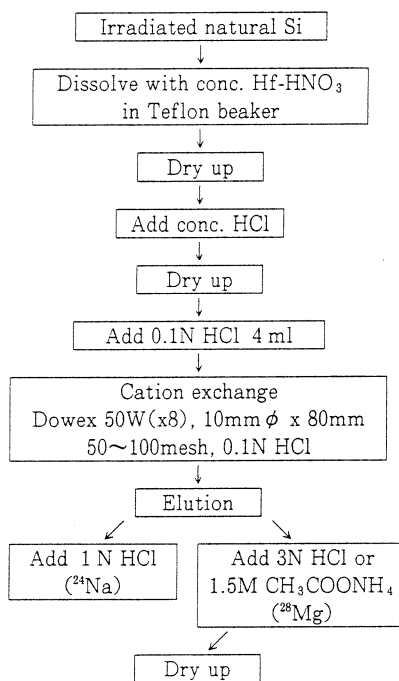 Irradiated natural Si
Dissolve with conc. Hf-HNO₃
in Teflon beaker
Dry up
Add conc. HCl
Dry up
Add 0.1N HCl 4 ml
Cation exchange
Dowex 50W(x8), 10mmϕ x 80mm
50~100mesh, 0.1N HCl
Elution
Add 1 N HCl
(²⁴Na)
Add 3N HCl or
1.5M CH₃COONH₄
(²⁸Mg)
Dry up